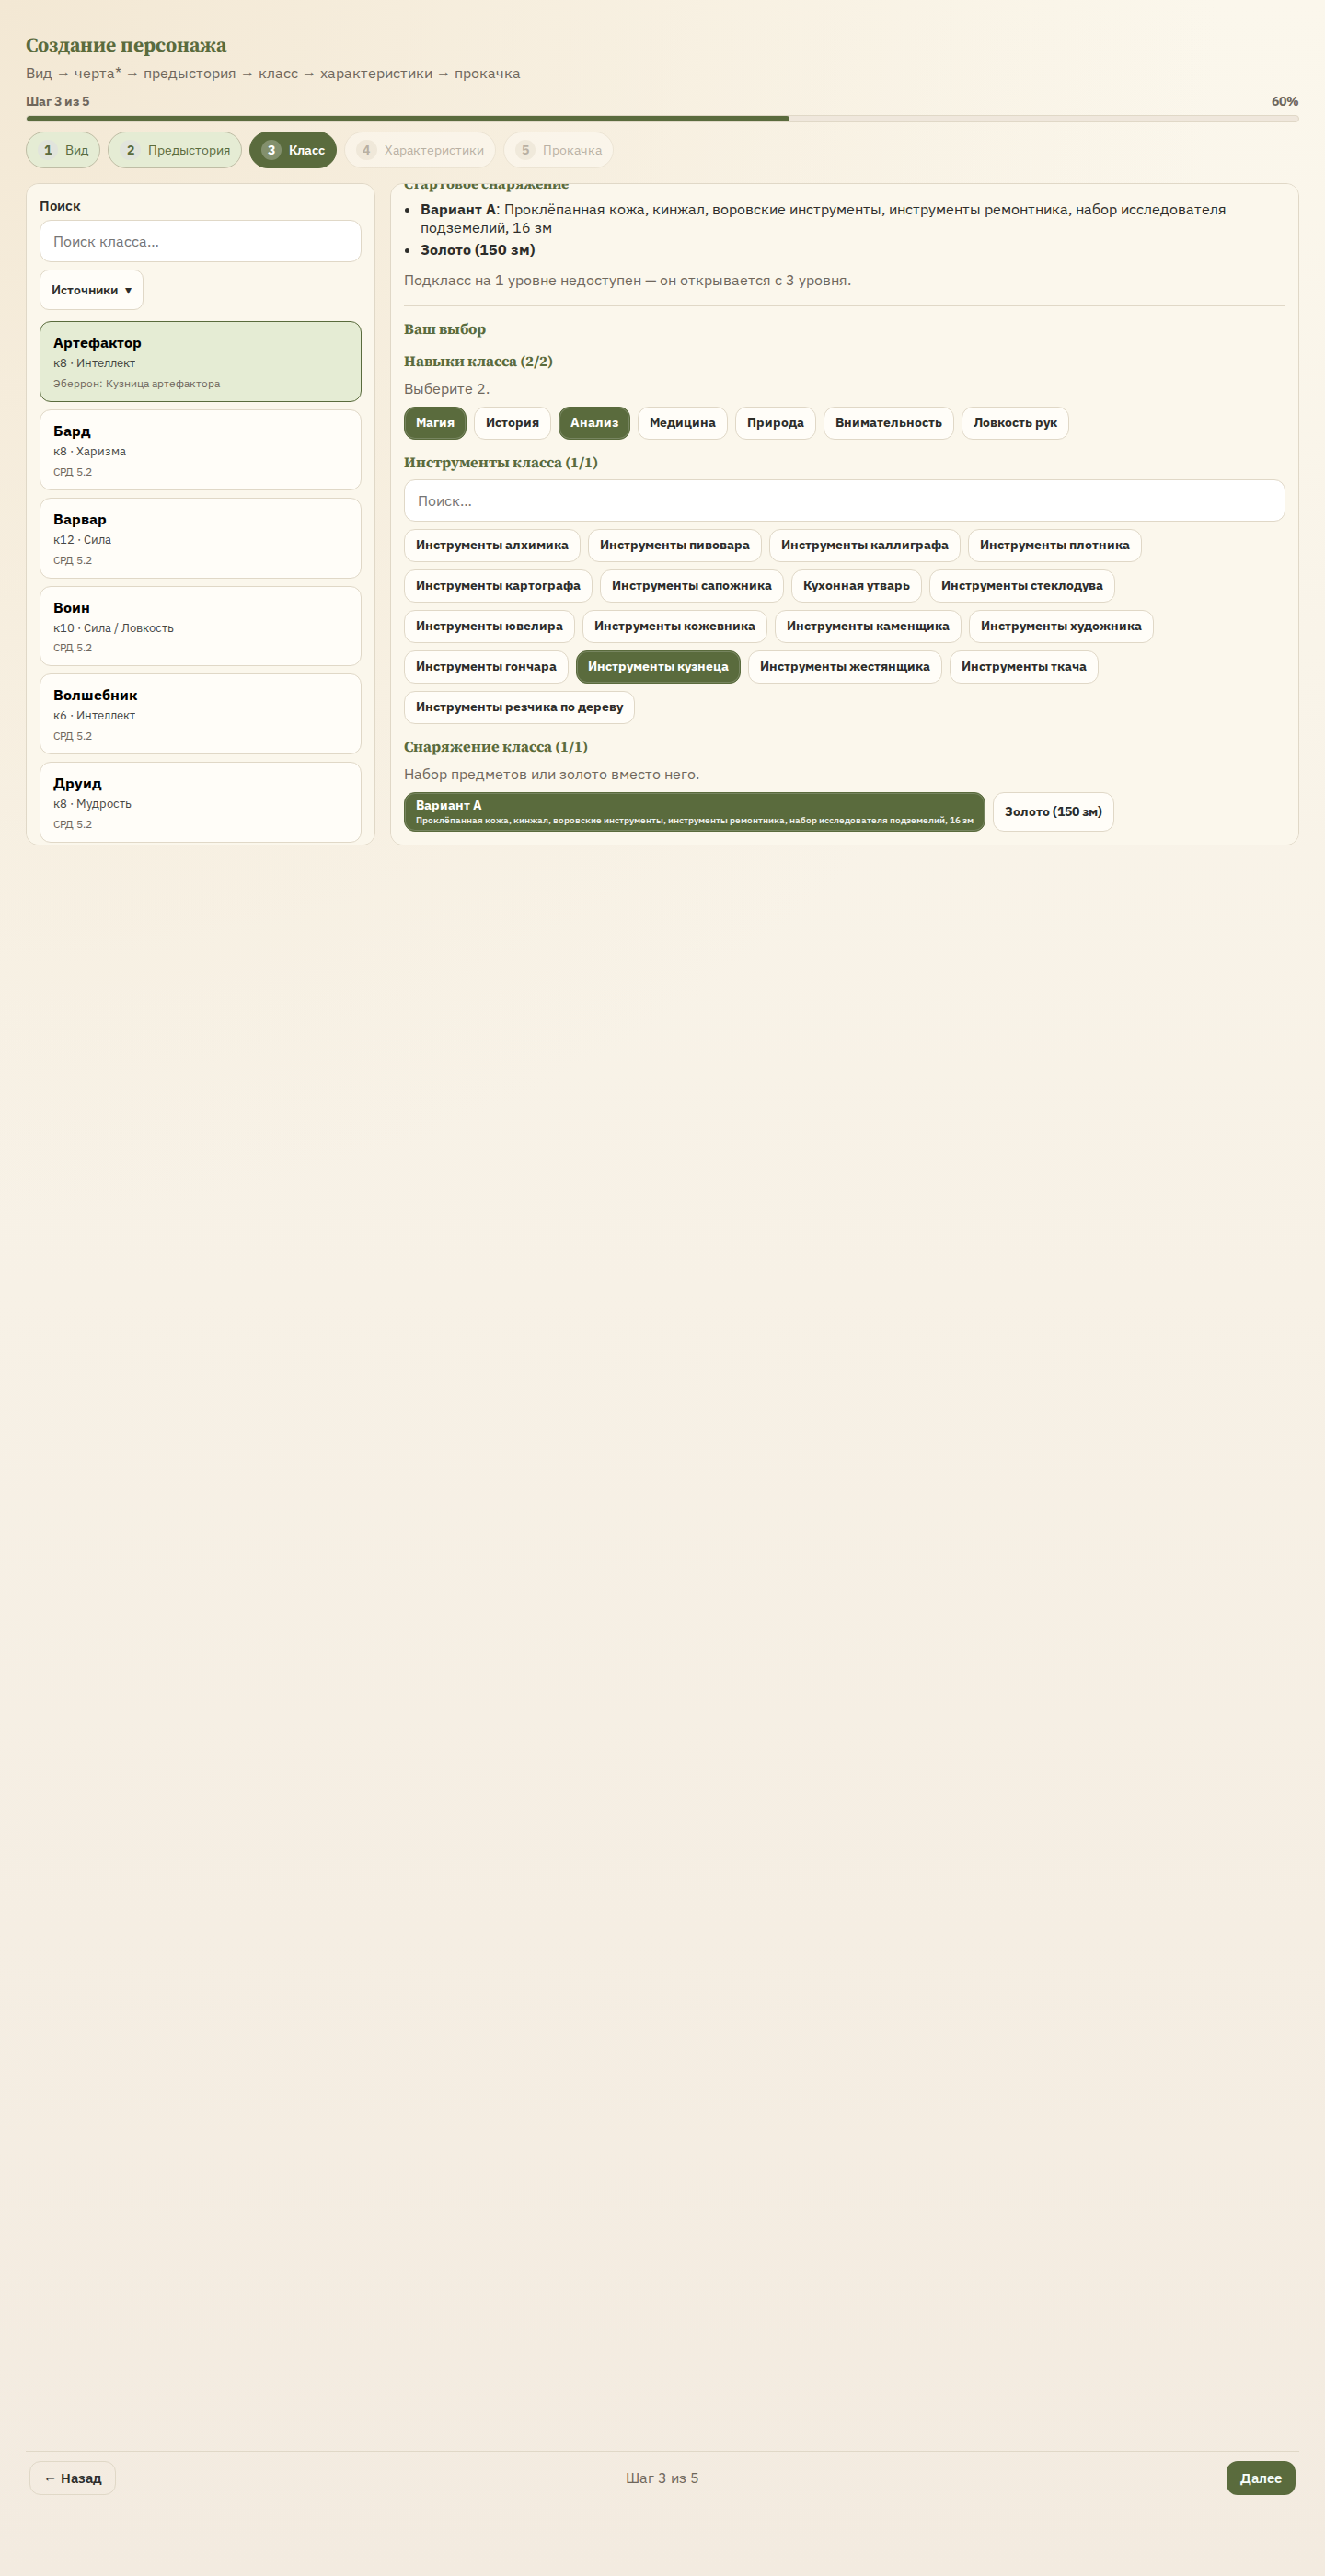 Создание персонажа
Вид → черта* → предыстория → класс → характеристики → прокачка
Шаг 3 из 5
60%
1 Вид
2 Предыстория
3 Класс
4 Характеристики
5 Прокачка
Поиск
Поиск класса...
Источники ▾
Артефактор
к8 · Интеллект
Эберрон: Кузница артефактора
Бард
к8 · Харизма
СРД 5.2
Варвар
к12 · Сила
СРД 5.2
Воин
к10 · Сила / Ловкость
СРД 5.2
Волшебник
к6 · Интеллект
СРД 5.2
Друид
к8 · Мудрость
СРД 5.2
Стартовое снаряжение
• Вариант А: Проклёпанная кожа, кинжал, воровские инструменты, инструменты ремонтника, набор исследователя
подземелий, 16 зм
• Золото (150 зм)
Подкласс на 1 уровне недоступен — он открывается с 3 уровня.
Ваш выбор
Навыки класса (2/2)
Выберите 2.
Магия
История
Анализ
Медицина
Природа
Внимательность
Ловкость рук
Инструменты класса (1/1)
Поиск...
Инструменты алхимика
Инструменты пивовара
Инструменты каллиграфа
Инструменты плотника
Инструменты картографа
Инструменты сапожника
Кухонная утварь
Инструменты стеклодува
Инструменты ювелира
Инструменты кожевника
Инструменты каменщика
Инструменты художника
Инструменты гончара
Инструменты кузнеца
Инструменты жестянщика
Инструменты ткача
Инструменты резчика по дереву
Снаряжение класса (1/1)
Набор предметов или золото вместо него.
Вариант А
Проклёпанная кожа, кинжал, воровские инструменты, инструменты ремонтника, набор исследователя подземелий, 16 зм
Золото (150 зм)
← Назад
Шаг 3 из 5
Далее